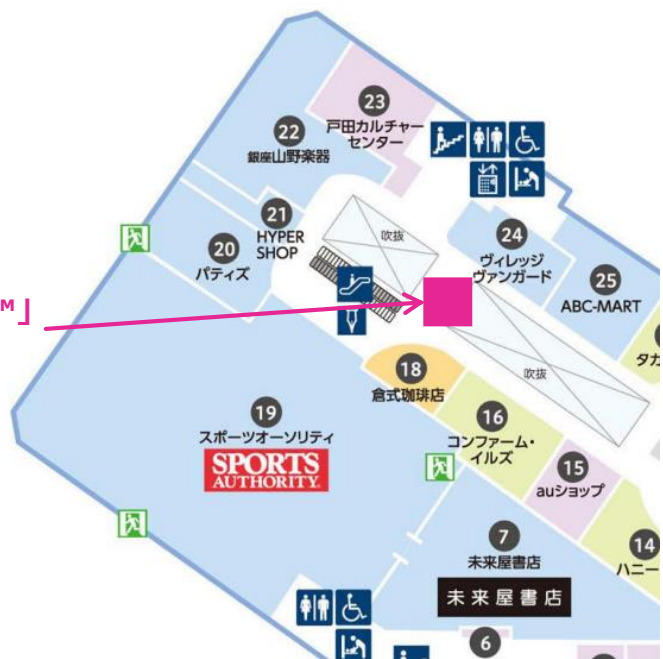 23
戸田カルチャー
センター
22
銀座山野楽器
21
HYPER
SHOP
20
パティズ
吹抜
24
ヴィレッジ
ヴァンガード
25
ABC-MART
タカ
M」
18
倉式珈琲店
吹抜
19
スポーツオーソリティ
SPORTS
AUTHORITY.
16
コンファーム・
イルズ
15
auショップ
14
ハニー
7
未来屋書店
未来屋書店
6